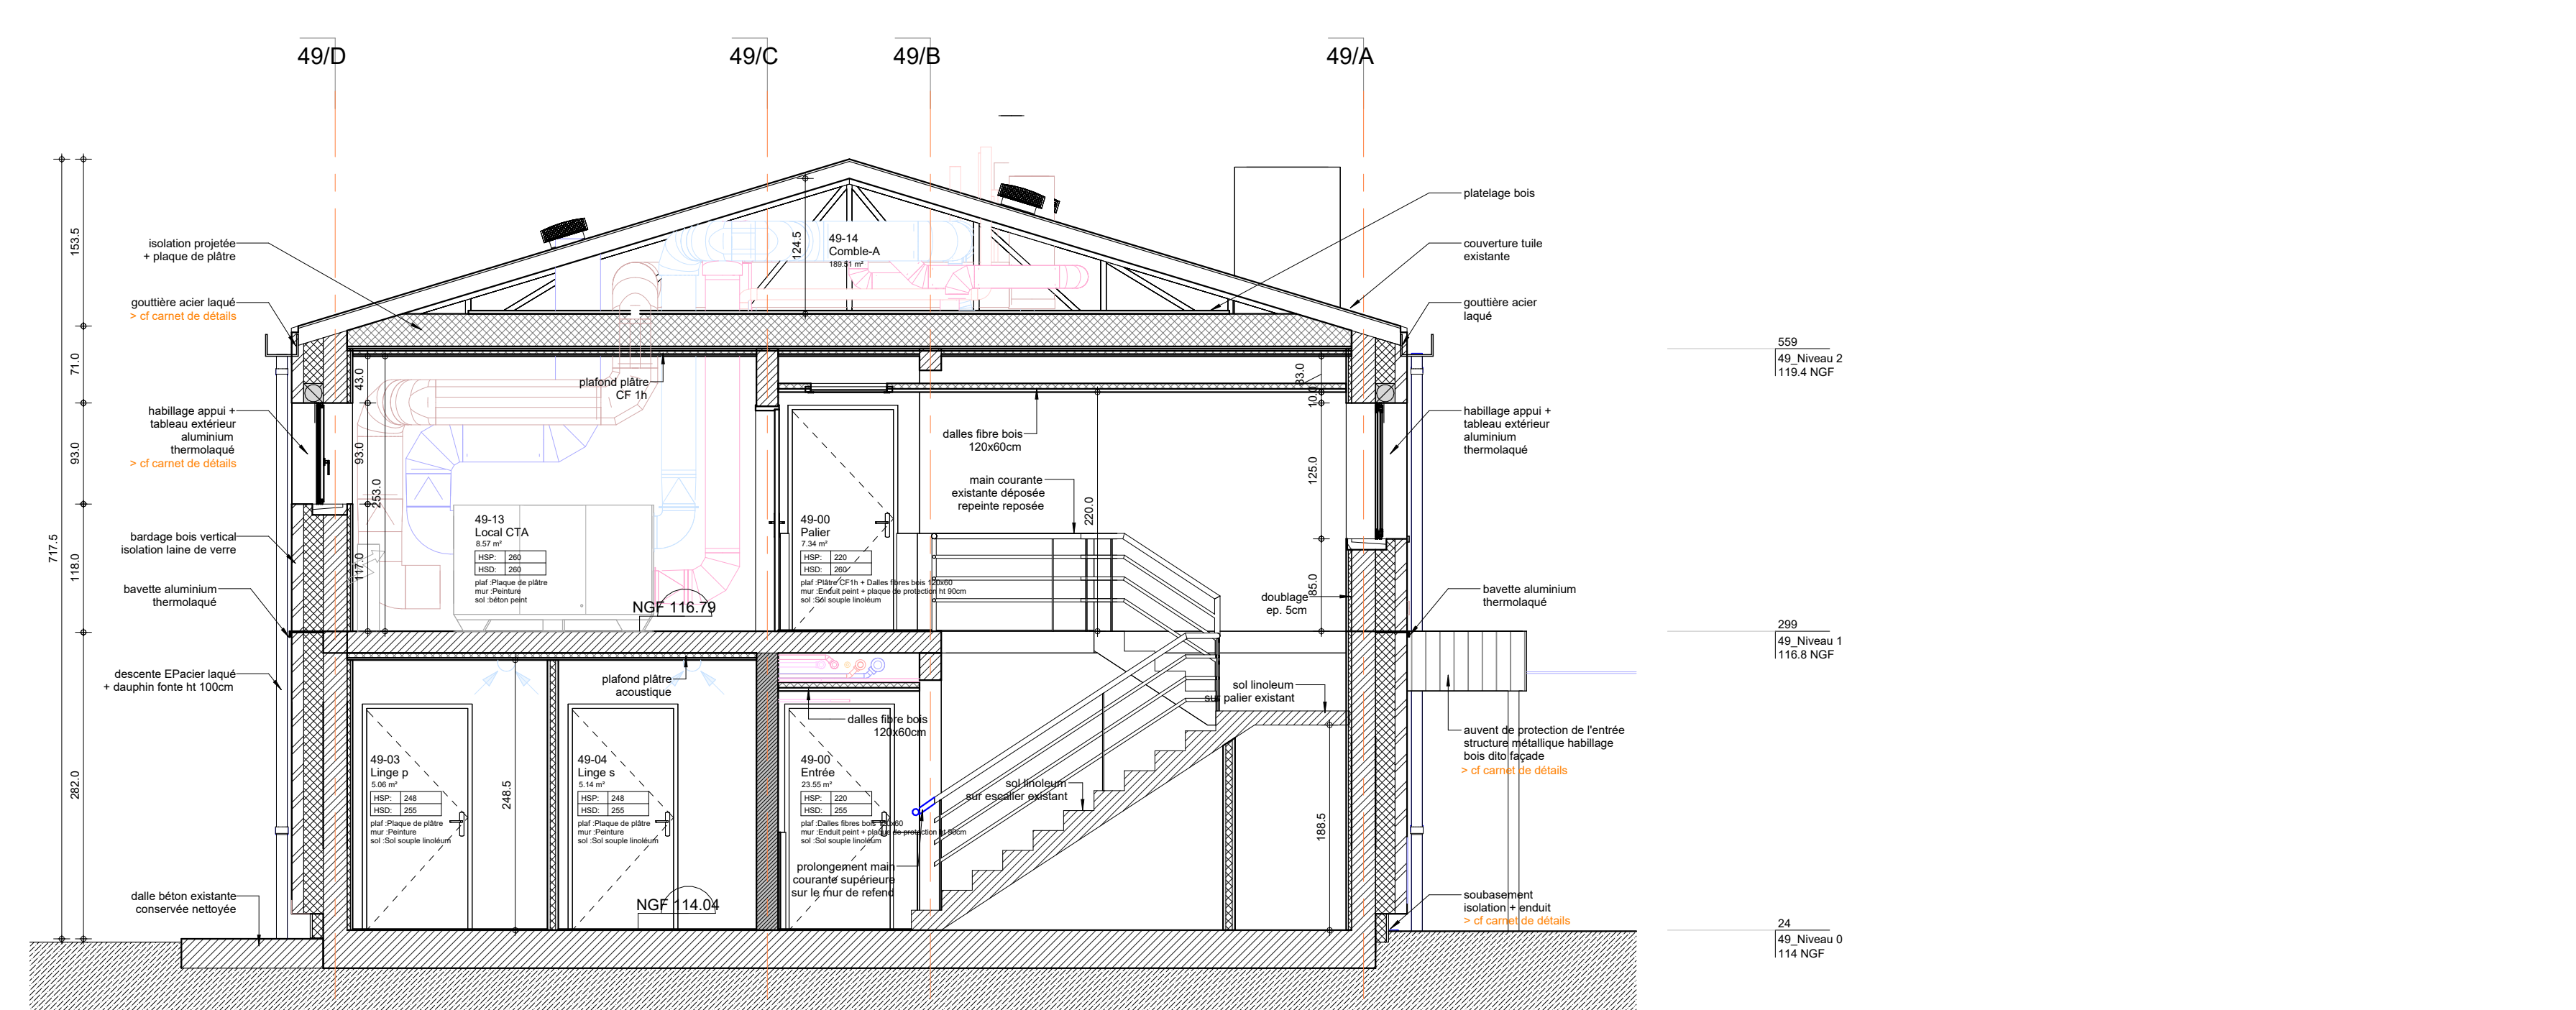 49/D
49/C
49/B
49/A
717.5
153.5
71.0
93.0
118.0
282.0
isolation projetée
+ plaque de plâtre
gouttière acier laqué
> cf carnet de détails
habillage appui +
tableau extérieur
aluminium
thermolaqué
> cf carnet de détails
bardage bois vertical
isolation laine de verre
bavette aluminium
thermolaqué
descente EPacier laqué
+ dauphin fonte ht 100cm
dalle béton existante
conservée nettoyée
124.5
49-14
Comble-A
189.51 m²
43.0
93.0
117.0
253.0
plafond plâtre
CF 1h
49-13
Local CTA
8.57 m²
HSP: 260
HSD: 260
plaf :Plaque de plâtre
mur :Peinture
sol :béton peint
NGF 116.79
49-00
Palier
7.34 m²
HSP: 220
HSD: 260
plaf :Plâtre CF1h + Dalles fibres bois 120x60
mur :Enduit peint + plaque de protection ht 90cm
sol :Sol souple linoléum
dalles fibre bois
120x60cm
main courante
existante déposée
repeinte reposée
220.0
33.0
10.0
125.0
85.0
doublage
ep. 5cm
plafond plâtre
acoustique
dalles fibre bois
120x60cm
sol linoleum
sur palier existant
49-03
Linge p
5.06 m²
HSP: 248
HSD: 255
plaf :Plaque de plâtre
mur :Peinture
sol :Sol souple linoléum
248.5
49-04
Linge s
5.14 m²
HSP: 248
HSD: 255
plaf :Plaque de plâtre
mur :Peinture
sol :Sol souple linoléum
NGF 114.04
49-00
Entrée
23.55 m²
HSP: 220
HSD: 255
plaf :Dalles fibres bois 120x60
mur :Enduit peint + plaque de protection ht 90cm
sol :Sol souple linoléum
prolongement main
courante supérieure
sur le mur de refend
sol linoleum
sur escalier existant
188.5
platelage bois
couverture tuile
existante
gouttière acier
laqué
habillage appui +
tableau extérieur
aluminium
thermolaqué
bavette aluminium
thermolaqué
auvent de protection de l'entrée
structure métallique habillage
bois dito façade
> cf carnet de détails
soubasement
isolation + enduit
> cf carnet de détails
559
49_Niveau 2
119.4 NGF
299
49_Niveau 1
116.8 NGF
24
49_Niveau 0
114 NGF